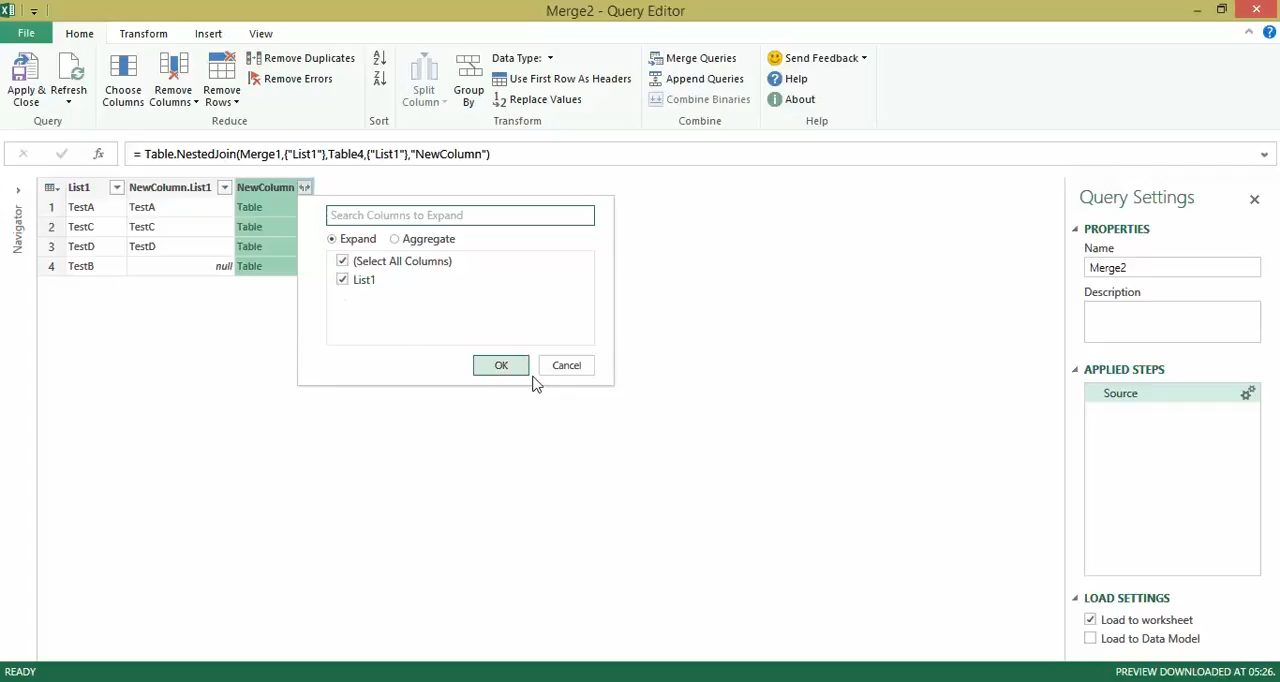 Merge2 - Query Editor
File Home Transform Insert View
Apply & Close
Refresh
Query
Choose Columns
Remove Columns
Remove Rows
Remove Duplicates
Remove Errors
Reduce
Sort
Split Column
Group By
Data Type:
Use First Row As Headers
Replace Values
Transform
Merge Queries
Append Queries
Combine Binaries
Combine
Send Feedback
Help
About
Help
= Table.NestedJoin(Merge1,{"List1"},Table4,{"List1"},"NewColumn")
Navigator
List1 NewColumn.List1 NewColumn
1 TestA TestA Table
2 TestC TestC Table
3 TestD TestD Table
4 TestB null Table
Search Columns to Expand
Expand Aggregate
(Select All Columns)
List1
OK Cancel
Query Settings
PROPERTIES
Name
Merge2
Description
APPLIED STEPS
Source
LOAD SETTINGS
Load to worksheet
Load to Data Model
READY
PREVIEW DOWNLOADED AT 05:26.